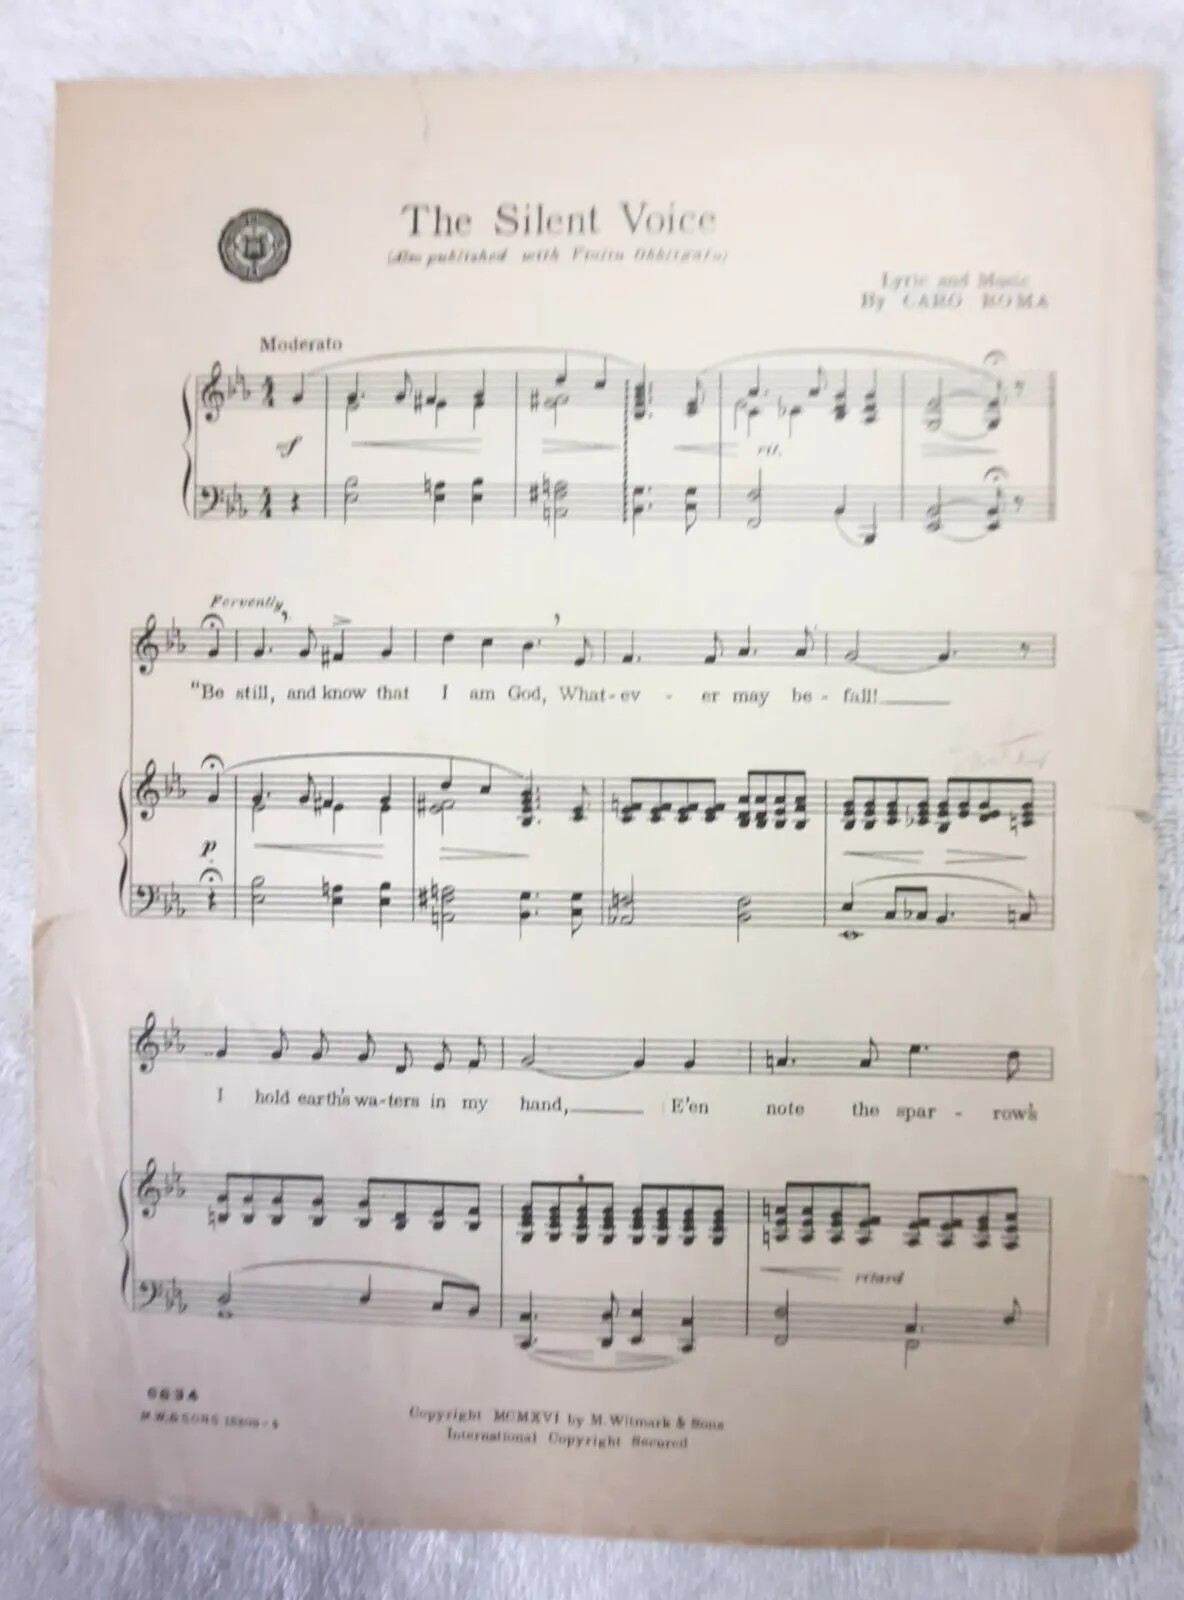 The Silent Voice
(Also published with Violin Obbligato)
Lyric and Music
By CARO ROMA
Moderato
rit.
Fervently
"Be still, and know that I am God, What-ev - er may be - fall!
p
I hold earth's wa-ters in my hand, E'en note the spar - row's
ritard
Copyright MCMXVI by M. Witmark & Sons
International Copyright Secured
M.W. & SONS